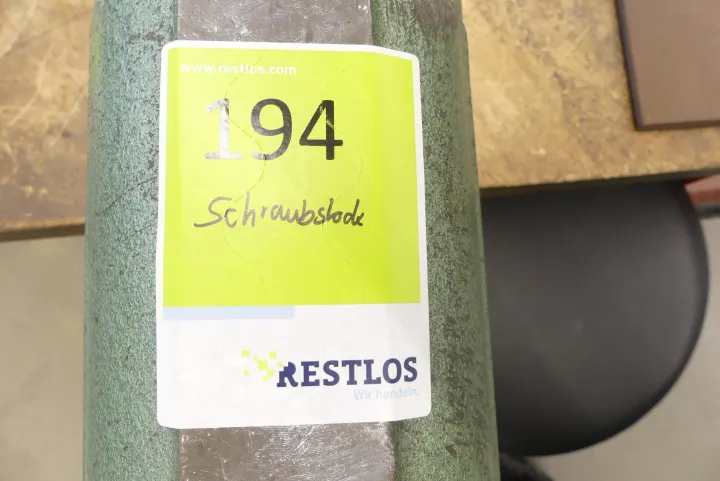 www.restlos.com
194
Schraubstock
RESTLOS
Wir handeln.